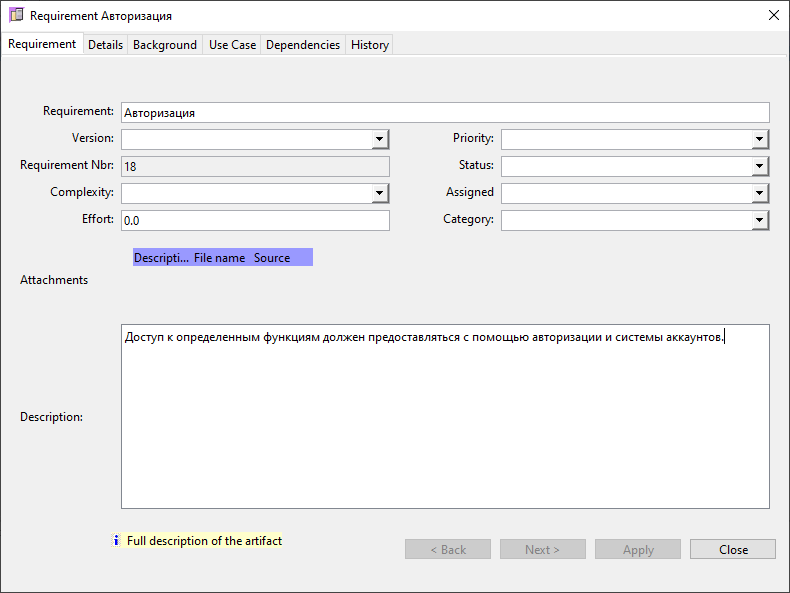 Requirement Авторизация
Requirement Details Background Use Case Dependencies History
Requirement: Авторизация
Version: Priority:
Requirement Nbr: 18 Status:
Complexity: Assigned
Effort: 0.0 Category:
Descripti... File name Source
Attachments
Доступ к определенным функциям должен предоставляться с помощью авторизации и системы аккаунтов.
Description:
i Full description of the artifact
< Back Next > Apply Close